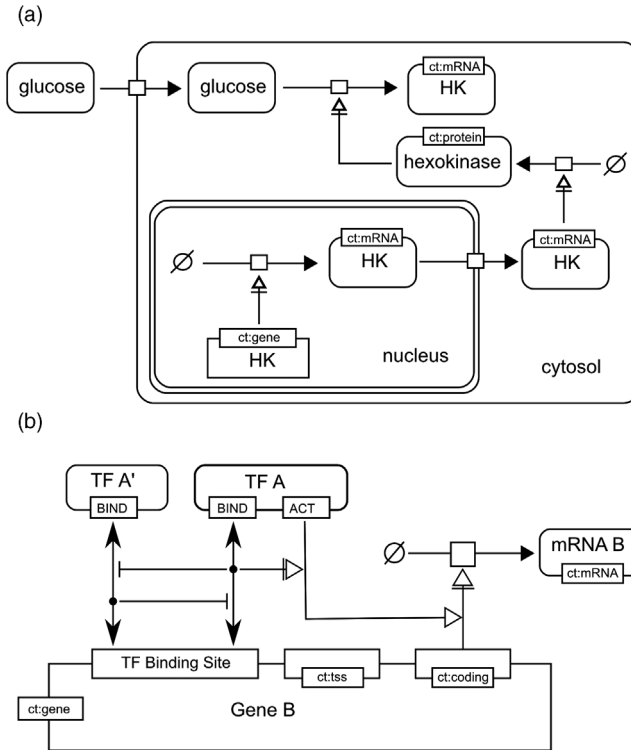 (a)
ct:mRNA
glucose
glucose
HK
ct:protein
hexokinase
ct:mRNA
HK
ct:mRNA
HK
ct:gene
HK
nucleus
cytosol
(b)
TF A'
TF A
BIND
BIND
ACT
mRNA B
ct:mRNA
TF Binding Site
ct:tss
ct:coding
ct:gene
Gene B